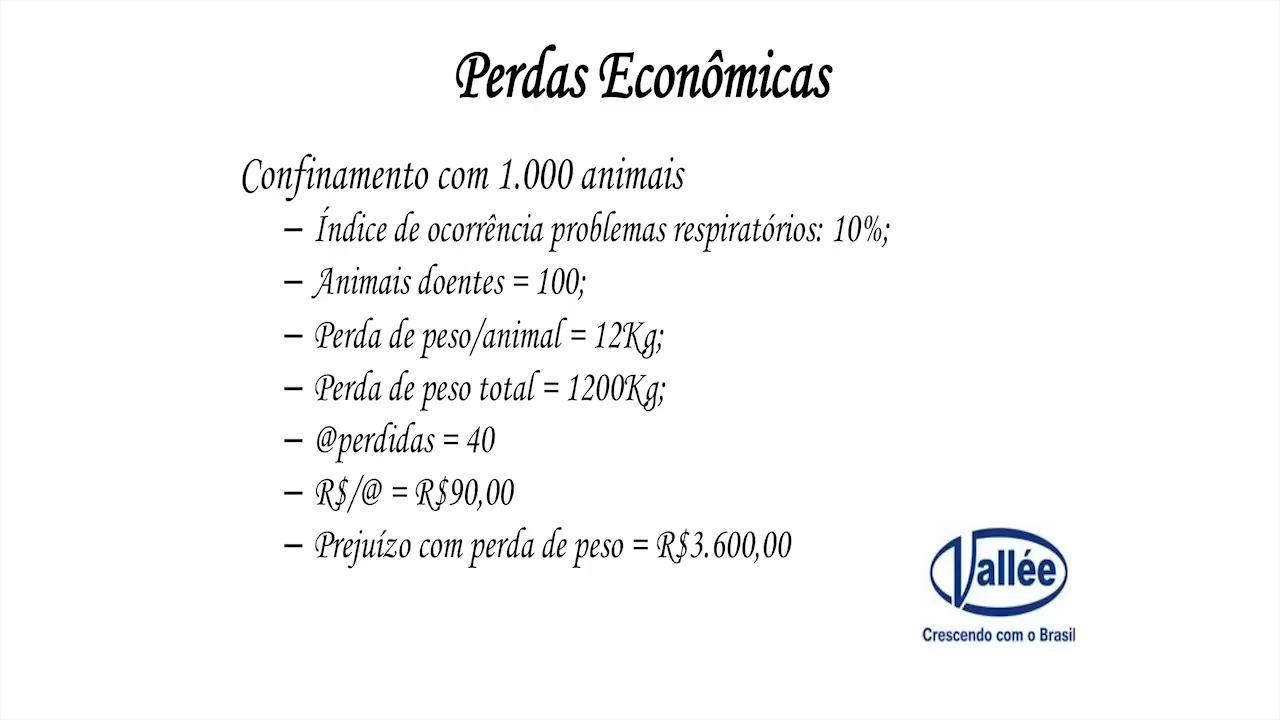 Perdas Econômicas
Confinamento com 1.000 animais
– Índice de ocorrência problemas respiratórios: 10%;
– Animais doentes = 100;
– Perda de peso/animal = 12Kg;
– Perda de peso total = 1200Kg;
– @perdidas = 40
– R$/@ = R$90,00
– Prejuízo com perda de peso = R$3.600,00
Vallée
Crescendo com o Brasil